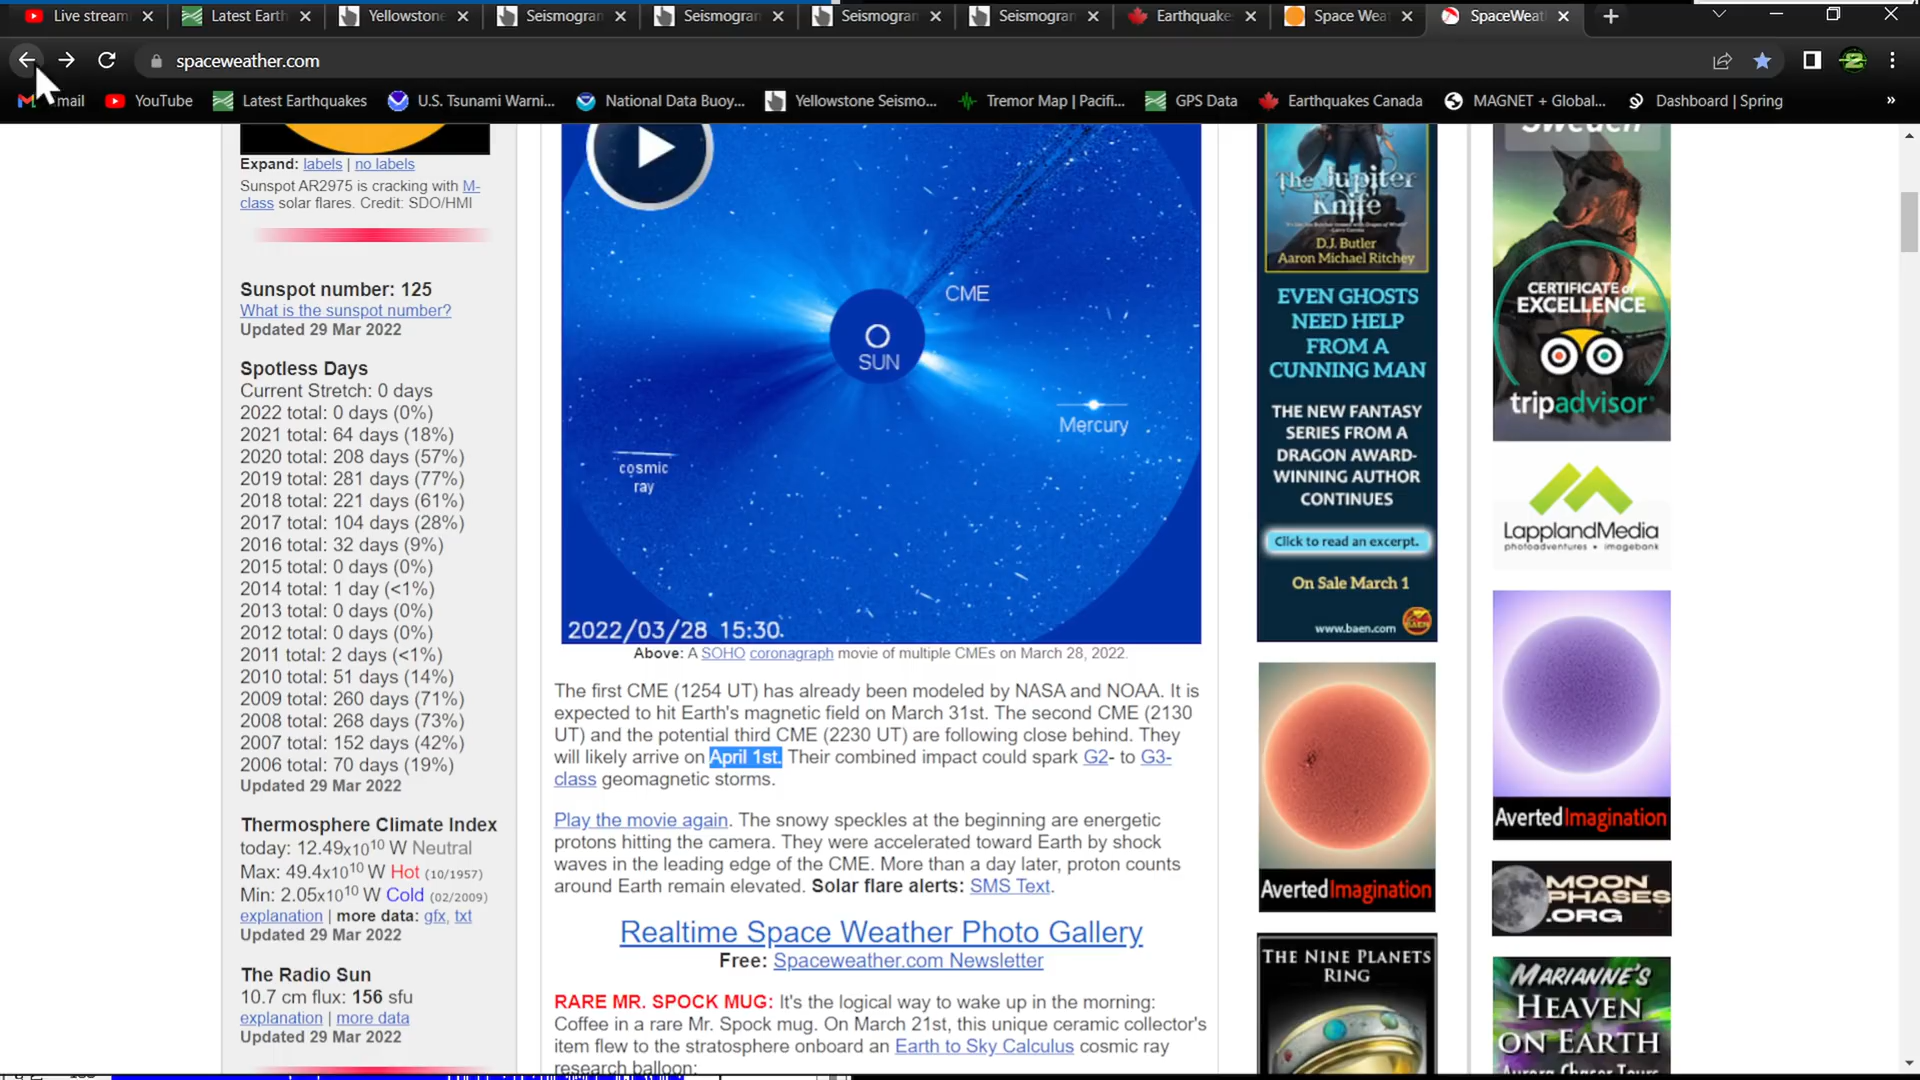 Live stream
Latest Earth
Yellowstone
Seismogram
Seismogram
Seismogram
Seismogram
Earthquake
Space Wea
SpaceWeat
spaceweather.com
mail
YouTube
Latest Earthquakes
U.S. Tsunami Warni...
National Data Buoy...
Yellowstone Seismo...
Tremor Map | Pacifi...
GPS Data
Earthquakes Canada
MAGNET + Global...
Dashboard | Spring
»
Expand: labels | no labels
Sunspot AR2975 is cracking with M-
class solar flares. Credit: SDO/HMI
Sunspot number: 125
What is the sunspot number?
Updated 29 Mar 2022
Spotless Days
Current Stretch: 0 days
2022 total: 0 days (0%)
2021 total: 64 days (18%)
2020 total: 208 days (57%)
2019 total: 281 days (77%)
2018 total: 221 days (61%)
2017 total: 104 days (28%)
2016 total: 32 days (9%)
2015 total: 0 days (0%)
2014 total: 1 day (<1%)
2013 total: 0 days (0%)
2012 total: 0 days (0%)
2011 total: 2 days (<1%)
2010 total: 51 days (14%)
2009 total: 260 days (71%)
2008 total: 268 days (73%)
2007 total: 152 days (42%)
2006 total: 70 days (19%)
Updated 29 Mar 2022
Thermosphere Climate Index
today: 12.49x10¹⁰ W Neutral
Max: 49.4x10¹⁰ W Hot (10/1957)
Min: 2.05x10¹⁰ W Cold (02/2009)
explanation | more data: gfx, txt
Updated 29 Mar 2022
The Radio Sun
10.7 cm flux: 156 sfu
explanation | more data
Updated 29 Mar 2022
CME
SUN
Mercury
cosmic
ray
2022/03/28 15:30
Above: A SOHO coronagraph movie of multiple CMEs on March 28, 2022.
The first CME (1254 UT) has already been modeled by NASA and NOAA. It is
expected to hit Earth's magnetic field on March 31st. The second CME (2130
UT) and the potential third CME (2230 UT) are following close behind. They
will likely arrive on April 1st. Their combined impact could spark G2- to G3-
class geomagnetic storms.
Play the movie again. The snowy speckles at the beginning are energetic
protons hitting the camera. They were accelerated toward Earth by shock
waves in the leading edge of the CME. More than a day later, proton counts
around Earth remain elevated. Solar flare alerts: SMS Text.
Realtime Space Weather Photo Gallery
Free: Spaceweather.com Newsletter
RARE MR. SPOCK MUG: It's the logical way to wake up in the morning:
Coffee in a rare Mr. Spock mug. On March 21st, this unique ceramic collector's
item flew to the stratosphere onboard an Earth to Sky Calculus cosmic ray
research balloon:
The Jupiter
Knife
D.J. Butler
Aaron Michael Ritchey
EVEN GHOSTS
NEED HELP
FROM A
CUNNING MAN
THE NEW FANTASY
SERIES FROM A
DRAGON AWARD-
WINNING AUTHOR
CONTINUES
Click to read an excerpt.
On Sale March 1
www.baen.com
BAEN
AvertedImagination
THE NINE PLANETS
RING
Sweden
CERTIFICATE of
EXCELLENCE
tripadvisor
LapplandMedia
photoadventures • imagebank
AvertedImagination
MOON
PHASES
.ORG
MARIANNE'S
HEAVEN
ON EARTH
Aurora Chaser Tours